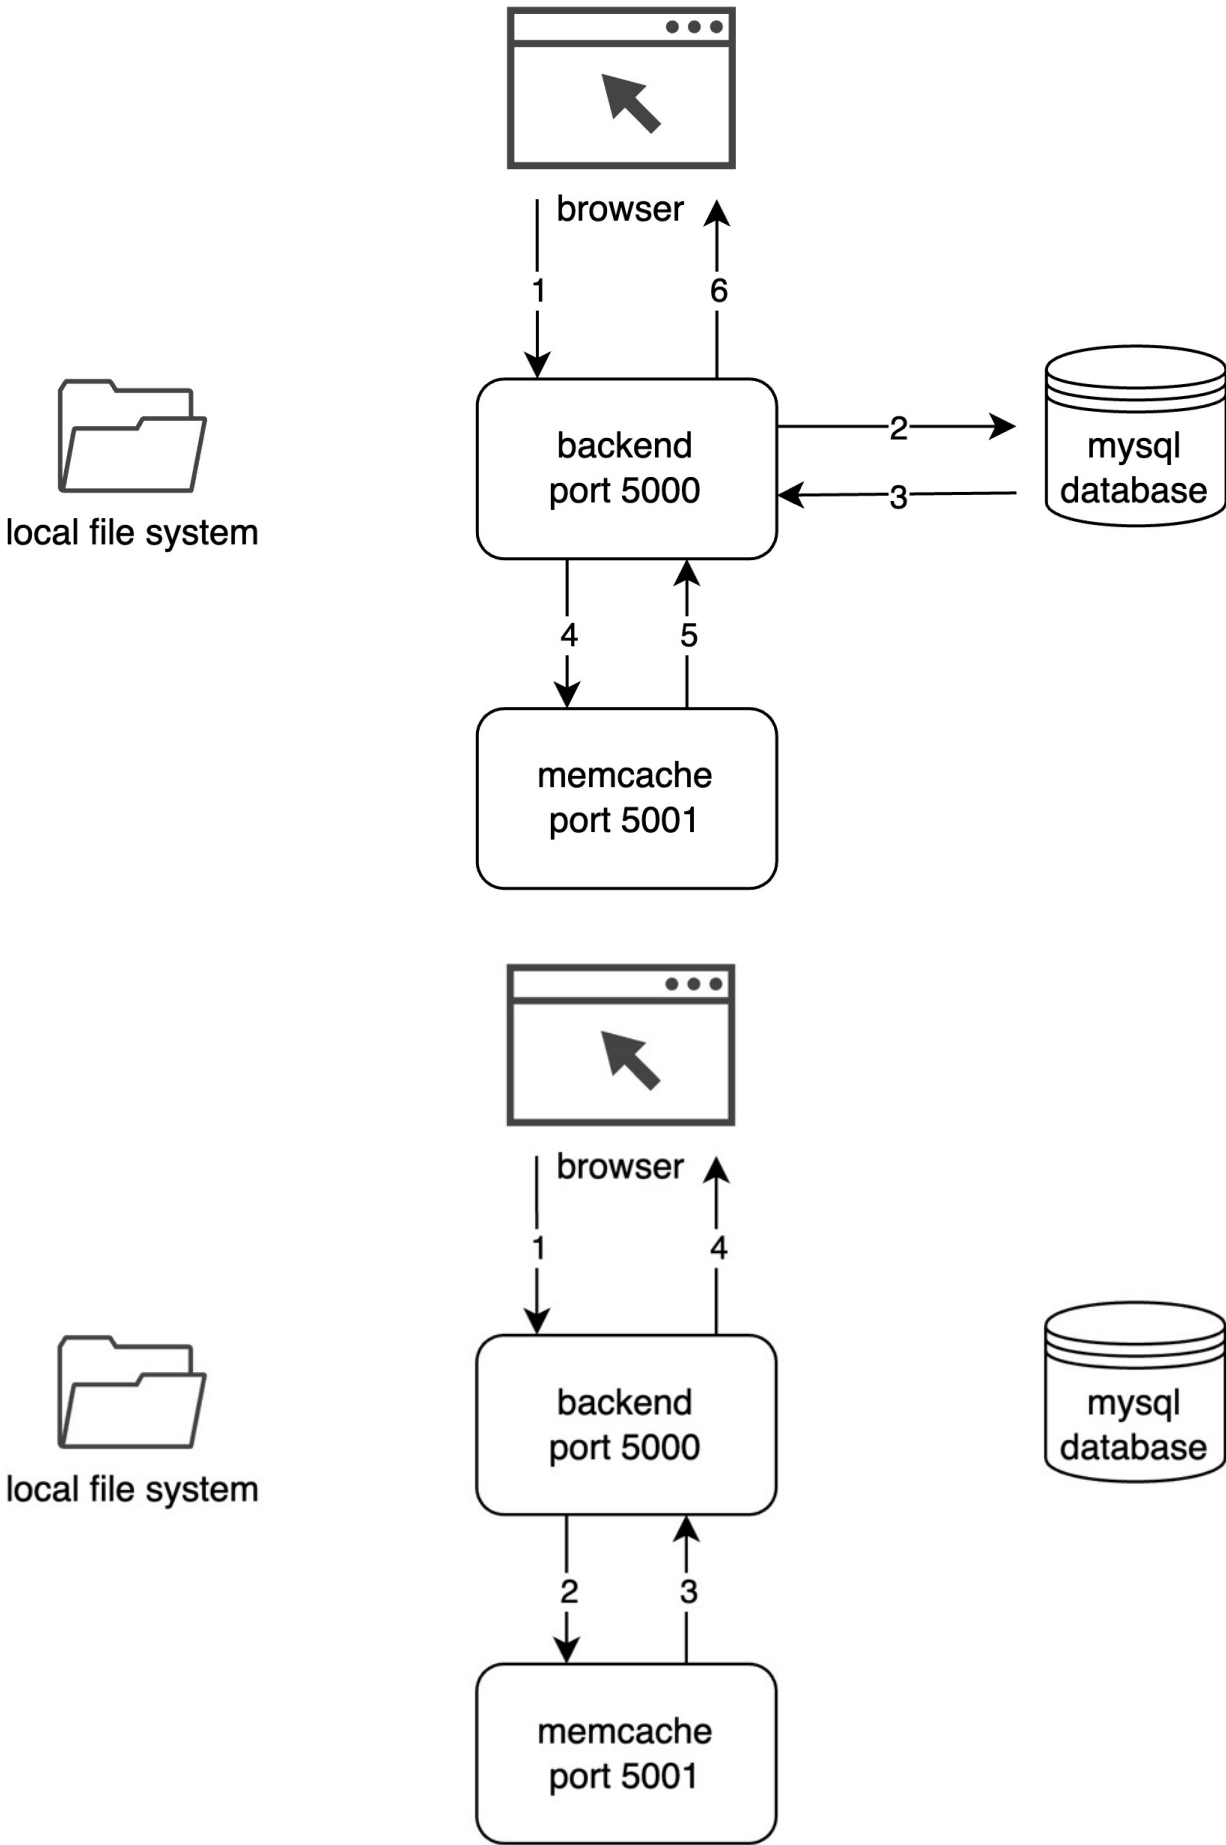 browser
1
6
backend
port 5000
2
3
mysql
database
local file system
4
5
memcache
port 5001
browser
1
4
backend
port 5000
mysql
database
local file system
2
3
memcache
port 5001